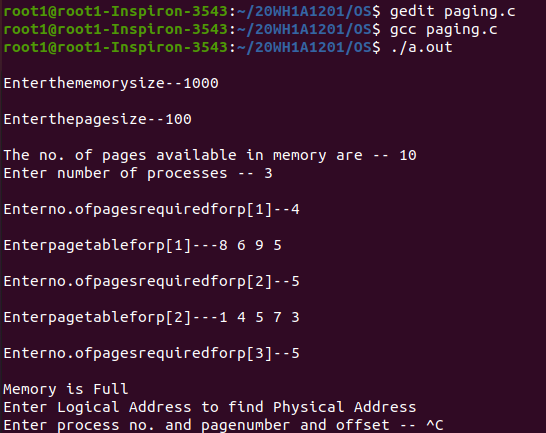 root1@root1-Inspiron-3543:~/20WH1A1201/OS$ gedit paging.c
root1@root1-Inspiron-3543:~/20WH1A1201/OS$ gcc paging.c
root1@root1-Inspiron-3543:~/20WH1A1201/OS$ ./a.out
Enterthememorysize--1000
Enterthepagesize--100
The no. of pages available in memory are -- 10
Enter number of processes -- 3
Enterno.ofpagesrequiredforp[1]--4
Enterpagetableforp[1]---8 6 9 5
Enterno.ofpagesrequiredforp[2]--5
Enterpagetableforp[2]---1 4 5 7 3
Enterno.ofpagesrequiredforp[3]--5
Memory is Full
Enter Logical Address to find Physical Address
Enter process no. and pagenumber and offset -- ^C